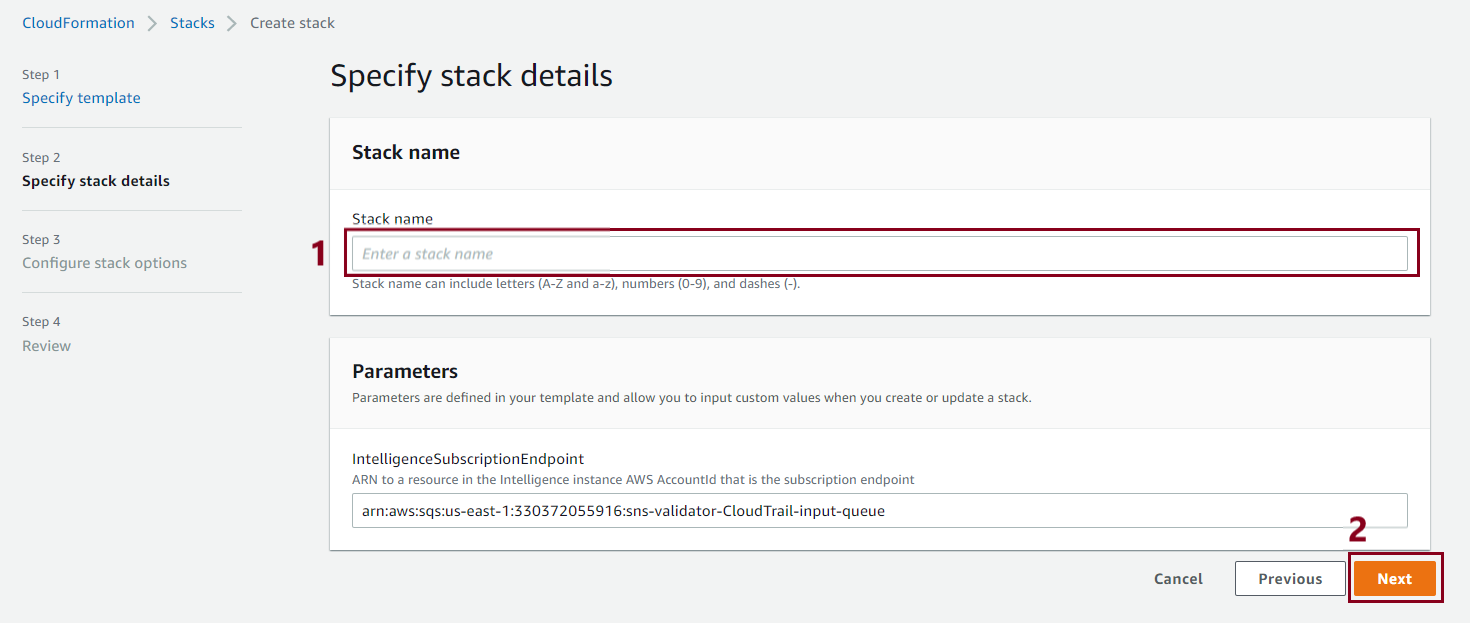 CloudFormation > Stacks > Create stack
Step 1
Specify template
Step 2
Specify stack details
Step 3
Configure stack options
Step 4
Review
Specify stack details
Stack name
Stack name
1
Enter a stack name
Stack name can include letters (A-Z and a-z), numbers (0-9), and dashes (-).
Parameters
Parameters are defined in your template and allow you to input custom values when you create or update a stack.
IntelligenceSubscriptionEndpoint
ARN to a resource in the Intelligence instance AWS AccountId that is the subscription endpoint
arn:aws:sqs:us-east-1:330372055916:sns-validator-CloudTrail-input-queue
2
Cancel Previous Next